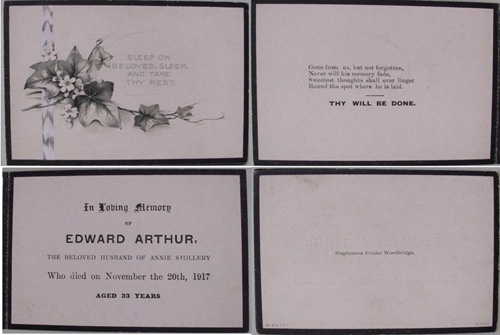 SLEEP ON
BELOVED, SLEEP,
AND TAKE
THY REST.
Gone from us, but not forgotten,
Never will his memory fade,
Sweetest thoughts shall ever linger
Round the spot where he is laid.
THY WILL BE DONE.
In Loving Memory
OF
EDWARD ARTHUR,
THE BELOVED HUSBAND OF ANNIE STOLLERY
Who died on November the 20th, 1917
AGED 33 YEARS
Stephenson Printer Woodbridge.